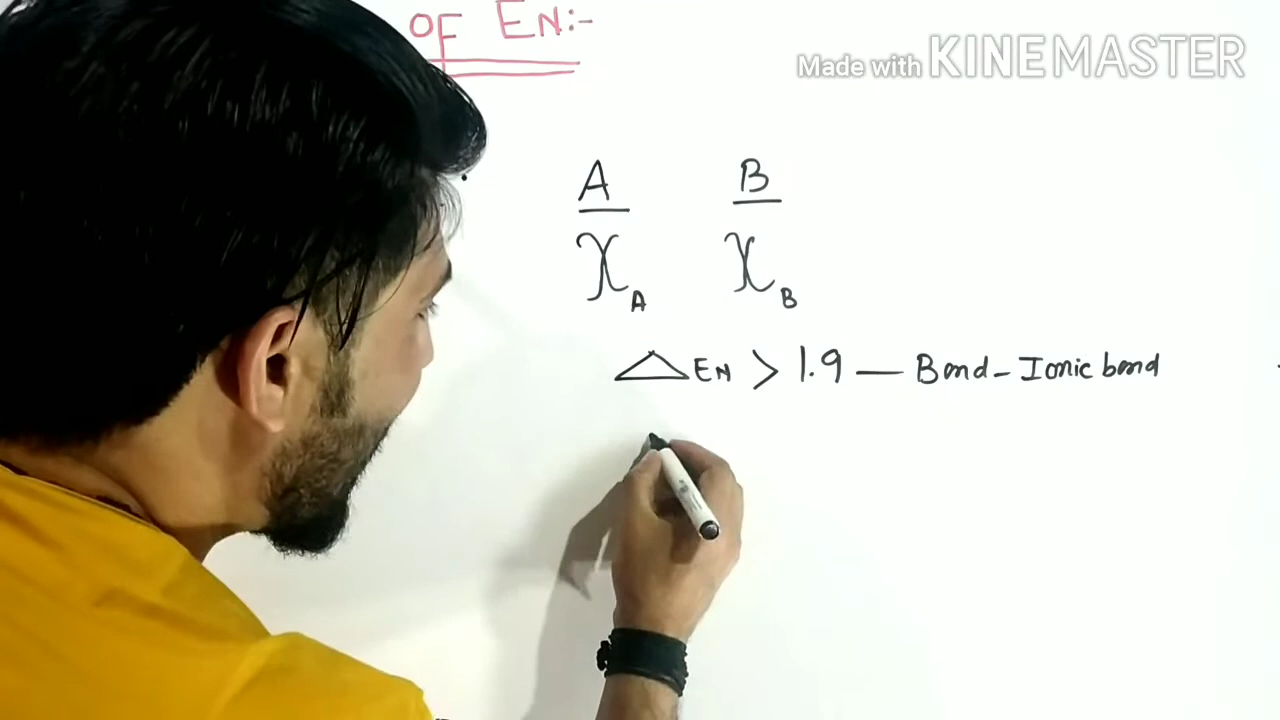 OF EN:-
Made with KINEMASTER
A B
χA χB
△EN > 1.9 — Bond - Ionic bond